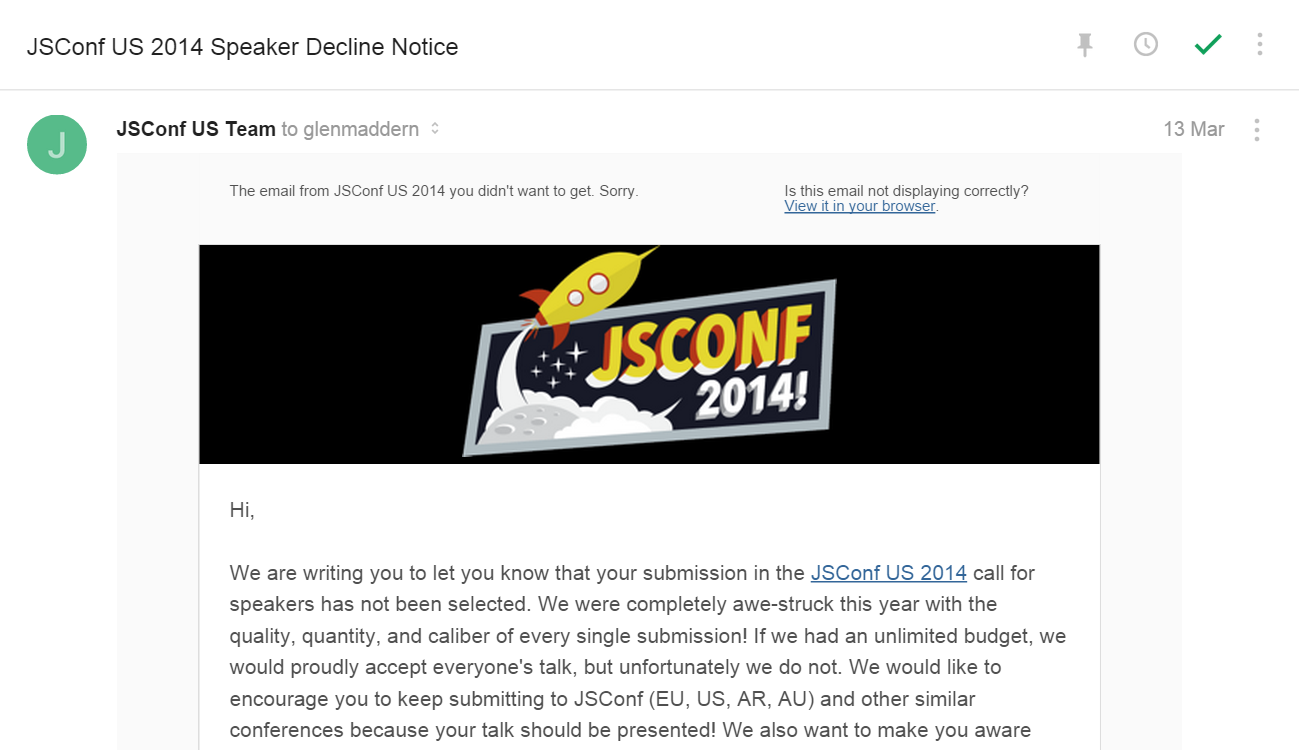 JSConf US 2014 Speaker Decline Notice
J
JSConf US Team to glenmaddern
13 Mar
The email from JSConf US 2014 you didn't want to get. Sorry.
Is this email not displaying correctly?
View it in your browser.
JSCONF
2014!
Hi,
We are writing you to let you know that your submission in the JSConf US 2014 call for
speakers has not been selected. We were completely awe-struck this year with the
quality, quantity, and caliber of every single submission! If we had an unlimited budget, we
would proudly accept everyone's talk, but unfortunately we do not. We would like to
encourage you to keep submitting to JSConf (EU, US, AR, AU) and other similar
conferences because your talk should be presented! We also want to make you aware